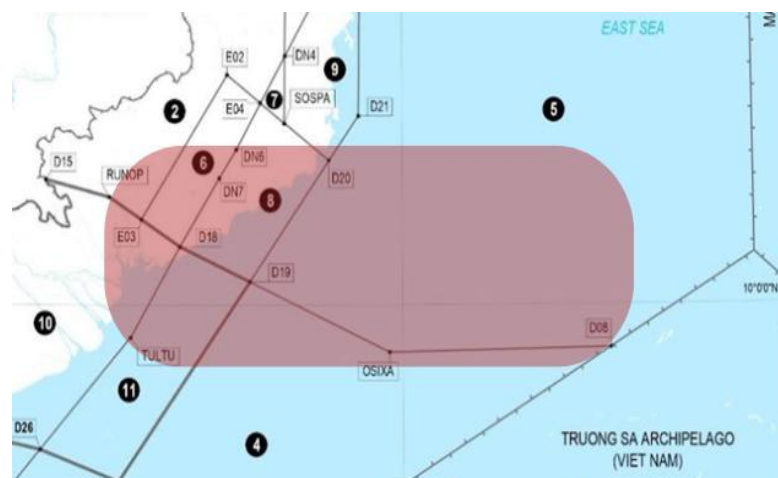 EAST SEA
MA
DN4
9
E02
7
SOSPA
D21
5
2
E04
D15
RUNOP
6
DN6
DN7
8
D20
E03
D18
D19
10°0'0"N
10
TULTU
D08
OSIXA
11
D26
4
TRUONG SA ARCHIPELAGO
(VIET NAM)